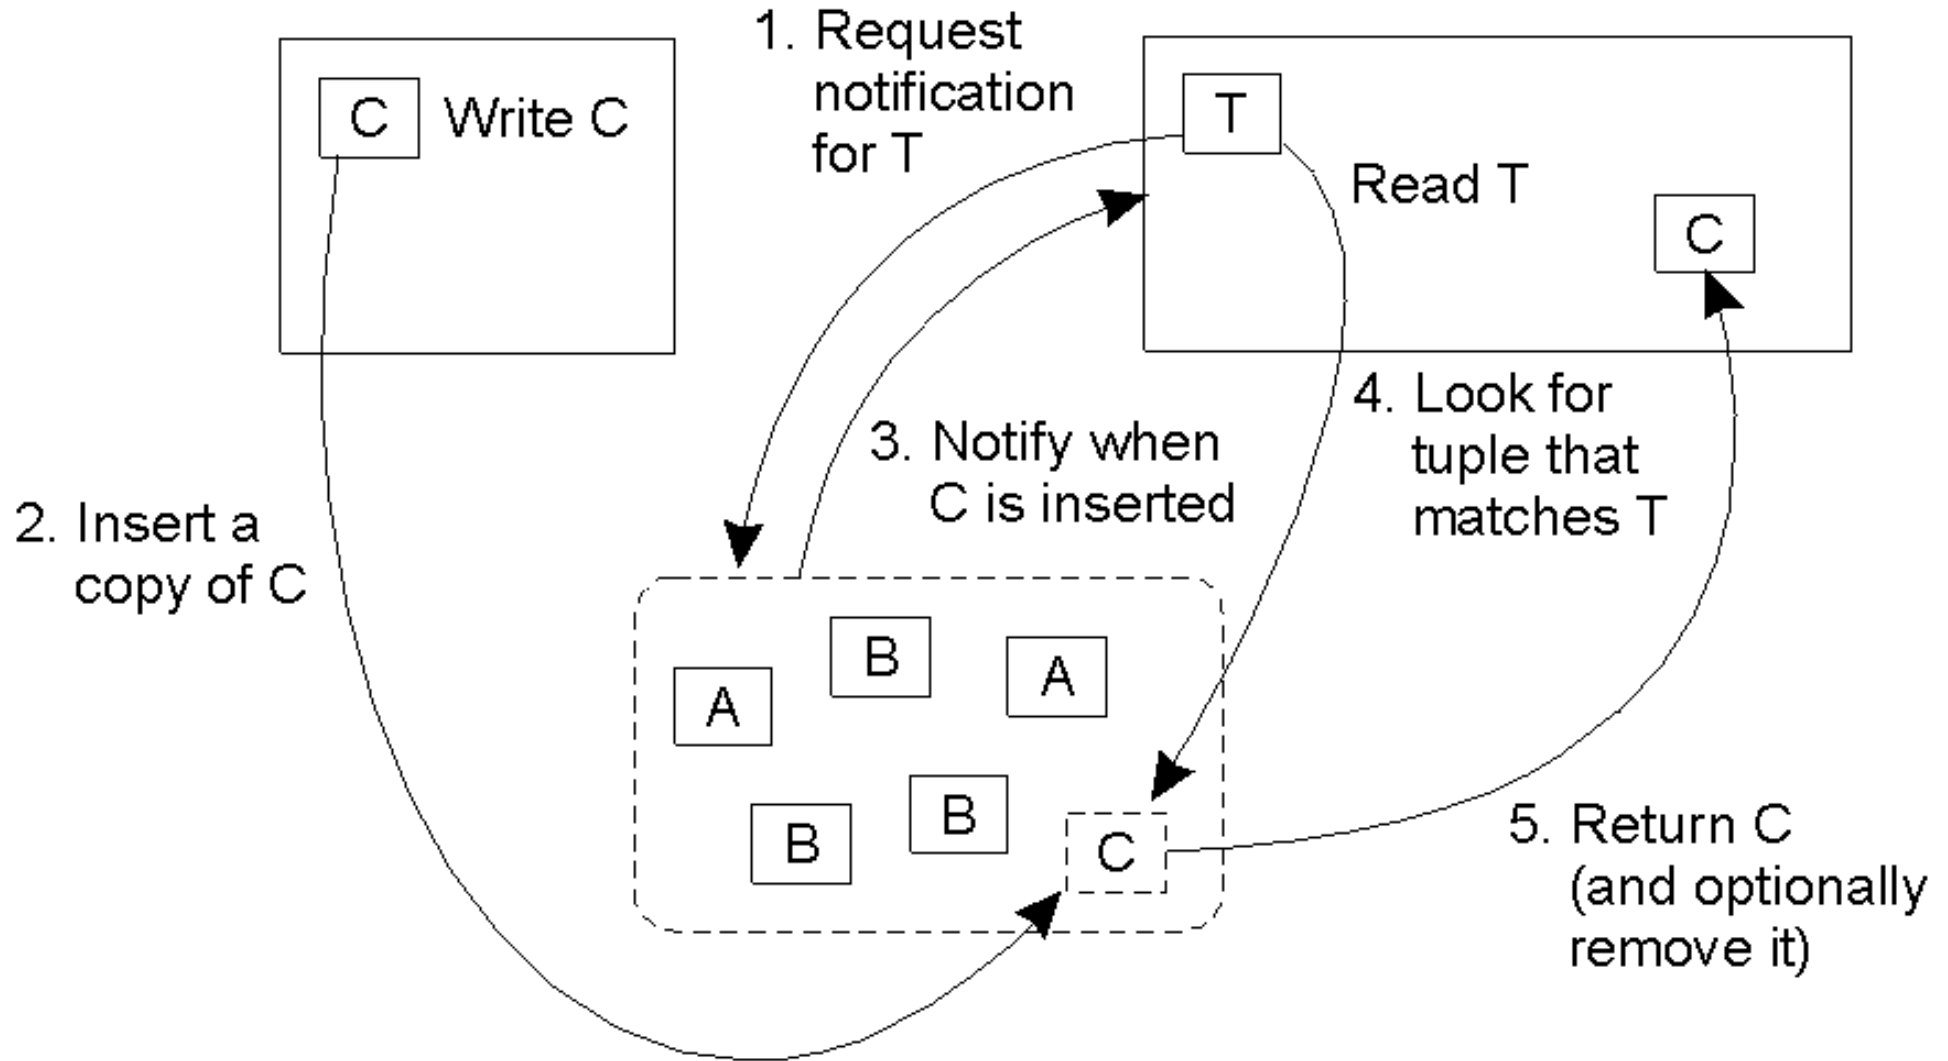 1. Request
notification
for T
C
Write C
T
Read T
C
4. Look for
tuple that
matches T
3. Notify when
C is inserted
2. Insert a
copy of C
B
A
A
B
B
C
5. Return C
(and optionally
remove it)